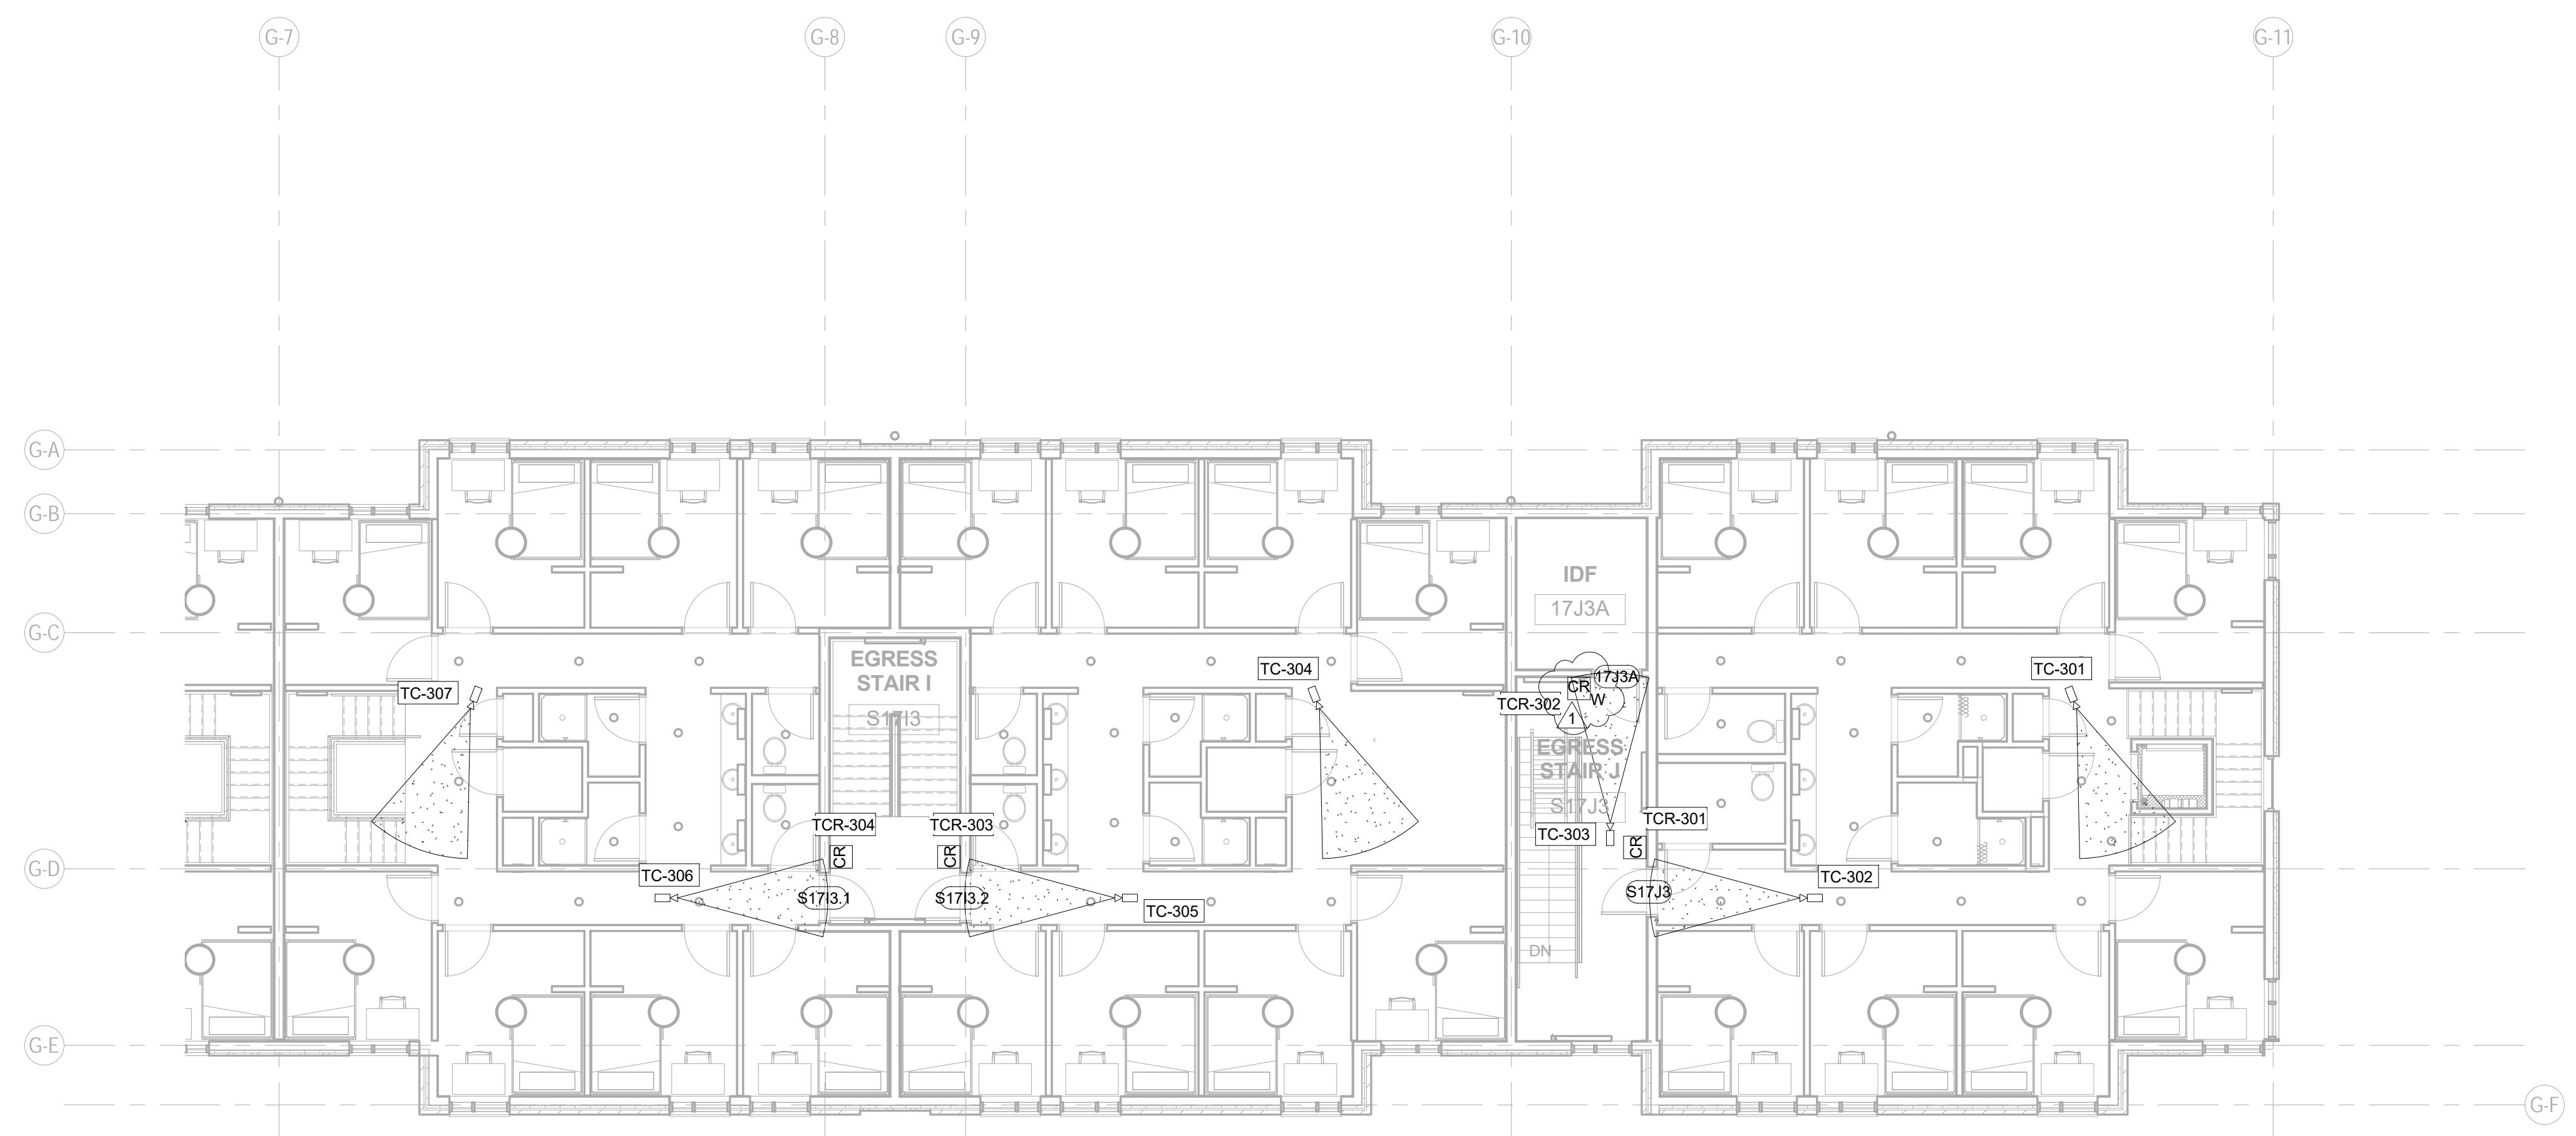 G-7
G-8
G-9
G-10
G-11
G-A
G-B
G-C
G-D
G-E
G-F
IDF
17J3A
EGRESS
STAIR I
S17I3
TC-307
TC-304
TC-301
17J3A
CR
W
TCR-302
1
EGRESS
STAIR J
S17J3
TCR-304
TCR-303
TCR-301
TC-303
CR
CR
CR
TC-306
TC-302
S17I3.1
S17I3.2
S17J3
TC-305
DN